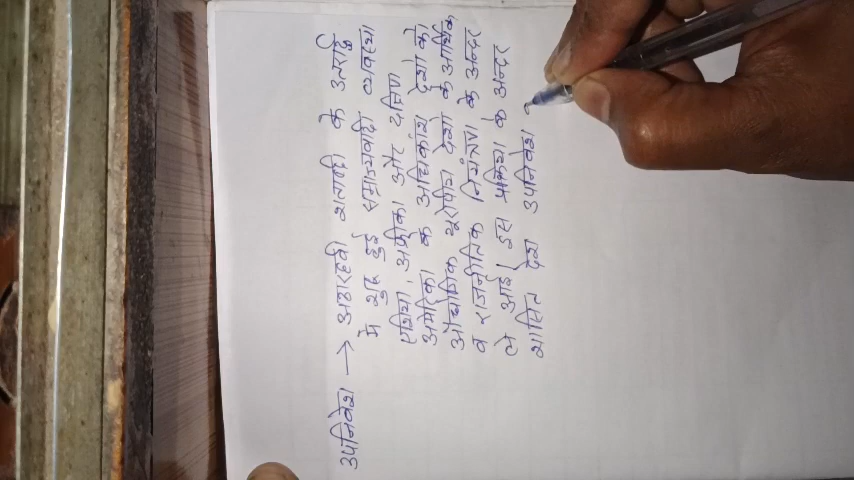 उपनिवेश → अठारहवीं शताब्दी के उत्तरार्द्ध
में शुरु हुई साम्राज्यवादी व्यवस्था
एशिया, अफ्रीका और दक्षिण
अमेरिका के अधिकांश देशों को
औद्योगिक यूरोपीय देशों के आर्थिक
व राजनीतिक नियंत्रण के अन्दर
ले आई। इस प्रक्रिया के अन्दर
शासित देश उपनिवेश